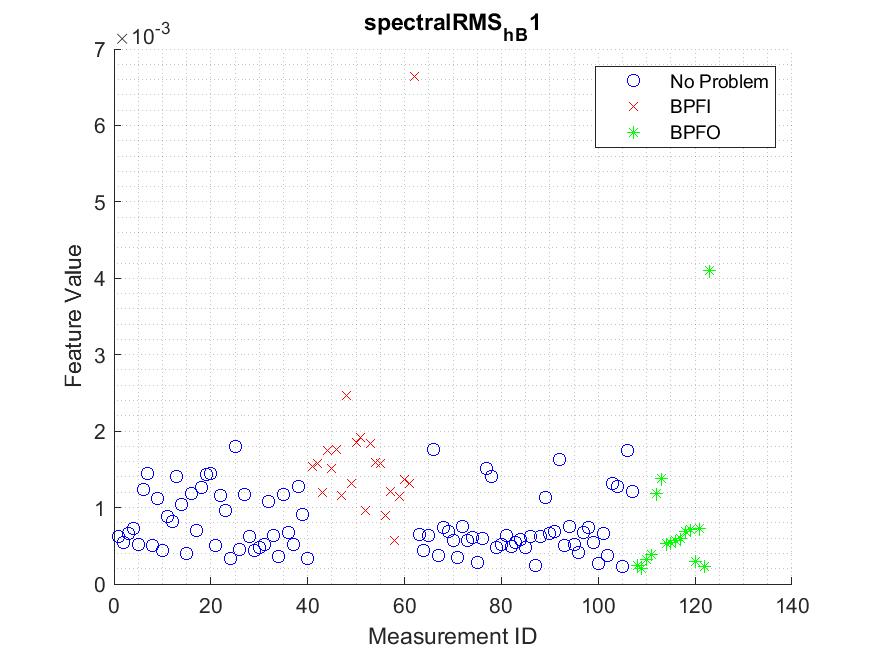 spectralRMS_hB1
×10^-3
7
6
5
4
3
2
1
0
Feature Value
0 20 40 60 80 100 120 140
Measurement ID
No Problem
BPFI
BPFO